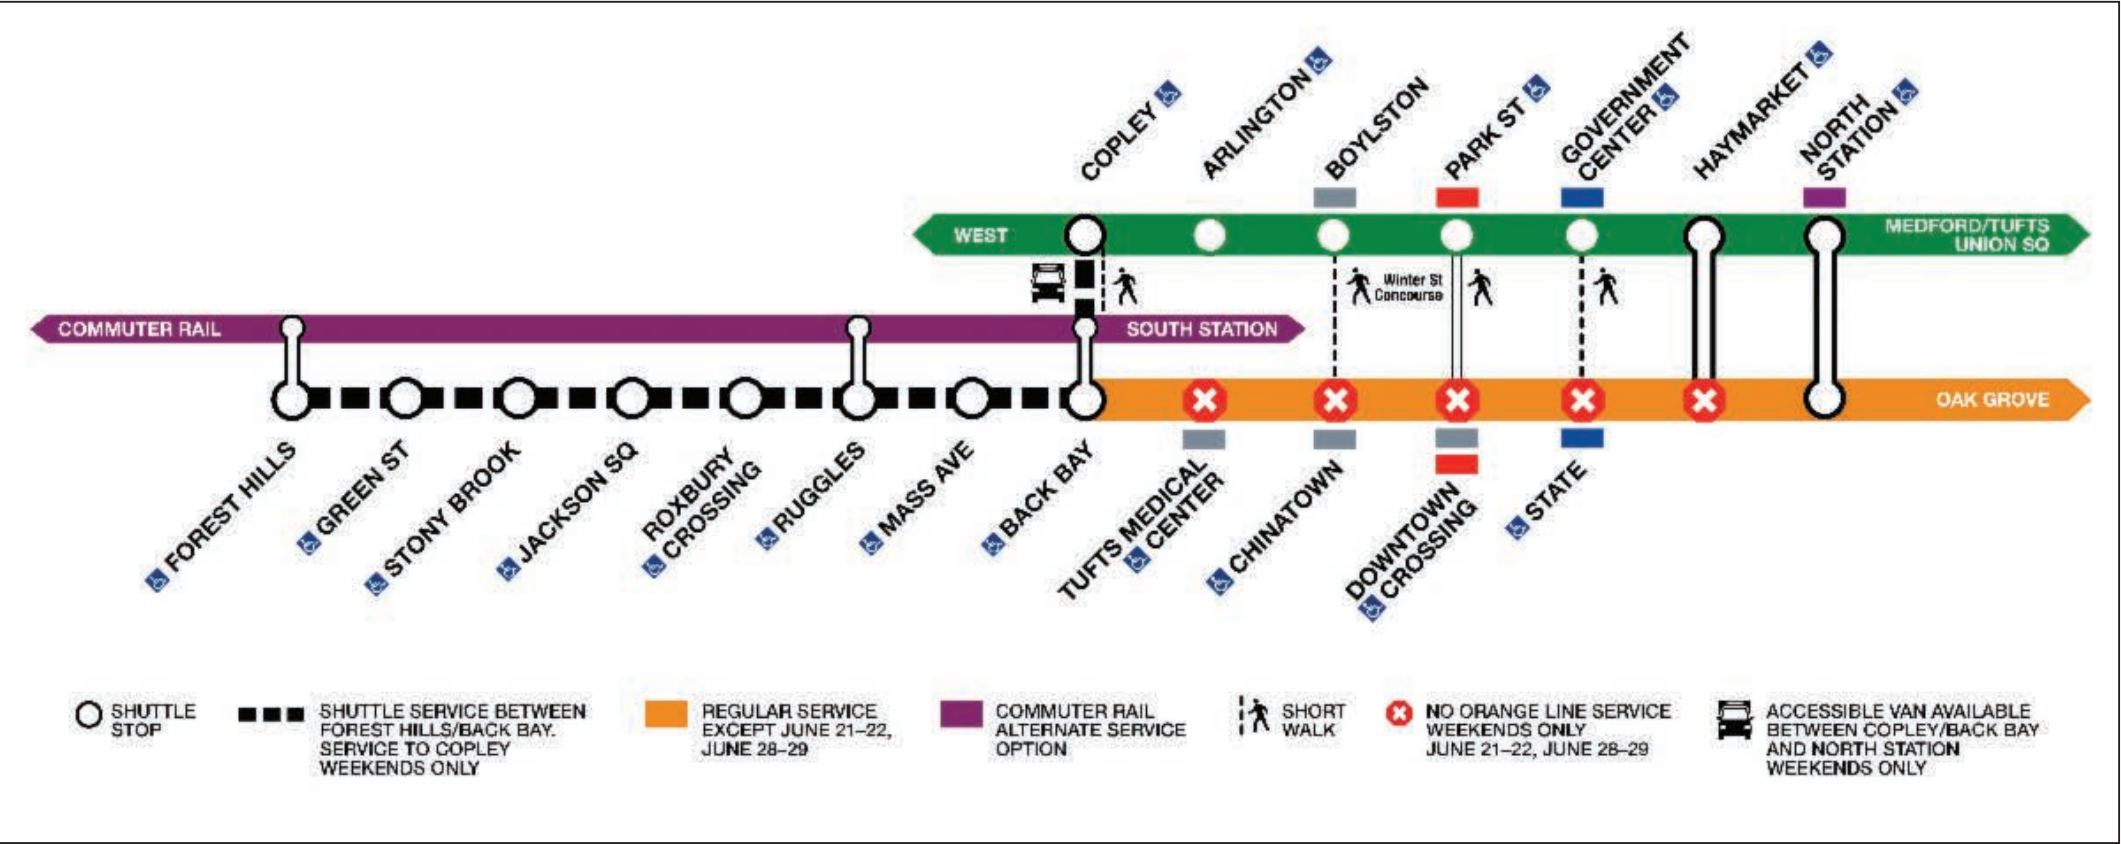 COPLEY
ARLINGTON
BOYLSTON
PARK ST
GOVERNMENT
CENTER
HAYMARKET
NORTH
STATION
WEST
MEDFORD/TUFTS
UNION SQ
Winter St
Concourse
COMMUTER RAIL
SOUTH STATION
OAK GROVE
FOREST HILLS
GREEN ST
STONY BROOK
JACKSON SQ
ROXBURY
CROSSING
RUGGLES
MASS AVE
BACK BAY
TUFTS MEDICAL
CENTER
CHINATOWN
DOWNTOWN
CROSSING
STATE
SHUTTLE
STOP
SHUTTLE SERVICE BETWEEN
FOREST HILLS/BACK BAY.
SERVICE TO COPLEY
WEEKENDS ONLY
REGULAR SERVICE
EXCEPT JUNE 21–22,
JUNE 28–29
COMMUTER RAIL
ALTERNATE SERVICE
OPTION
SHORT
WALK
NO ORANGE LINE SERVICE
WEEKENDS ONLY
JUNE 21–22, JUNE 28–29
ACCESSIBLE VAN AVAILABLE
BETWEEN COPLEY/BACK BAY
AND NORTH STATION
WEEKENDS ONLY